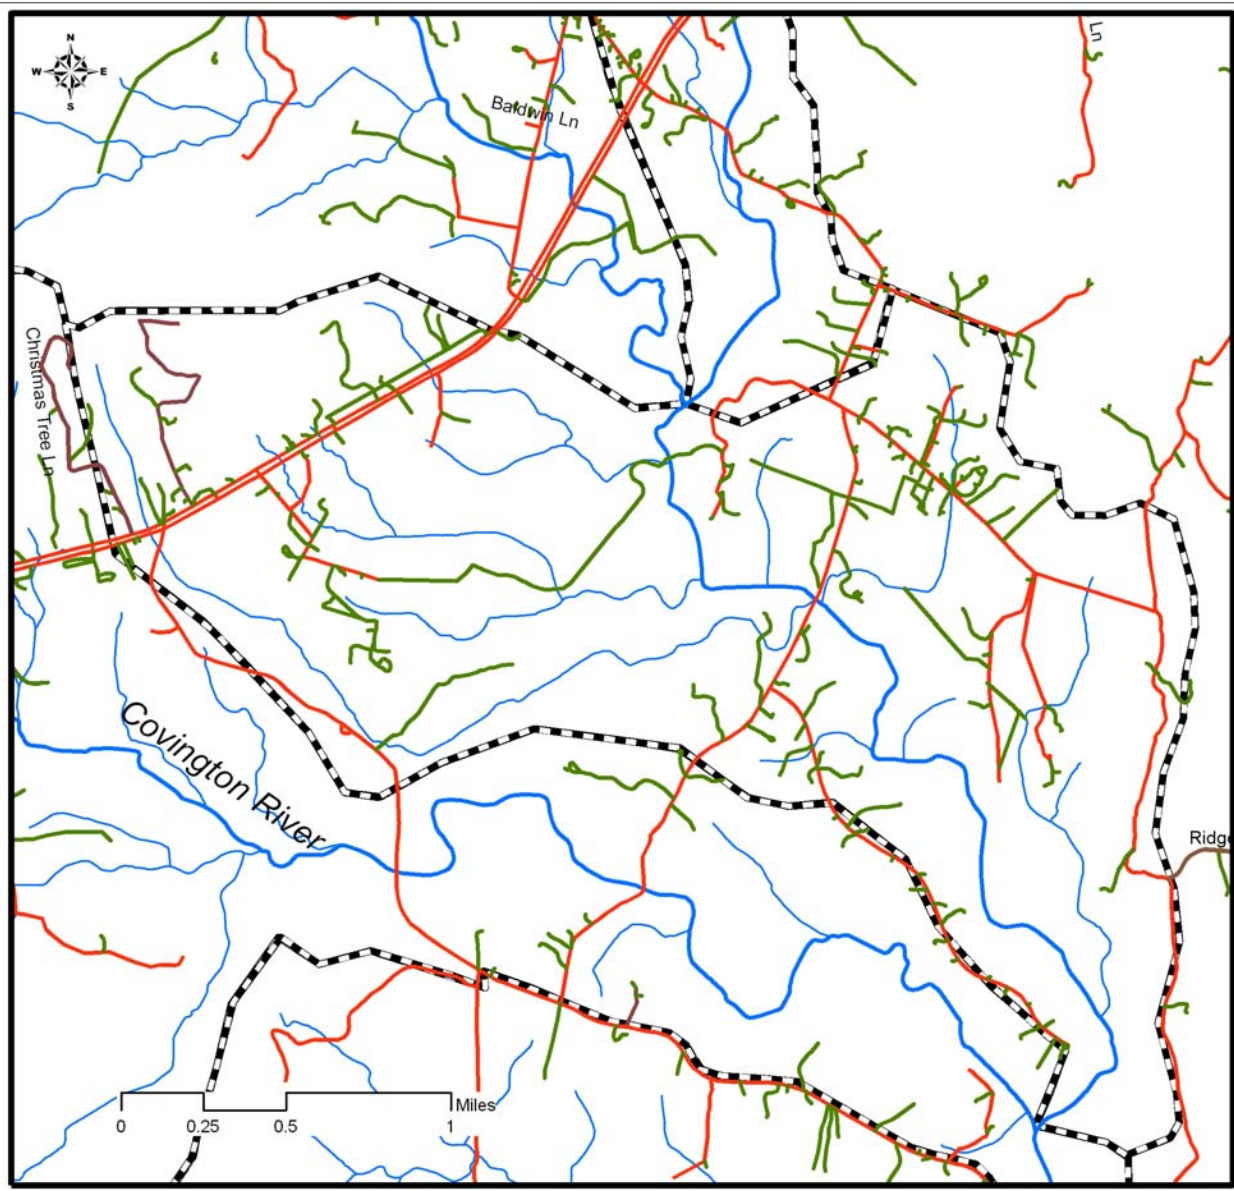 N
W E
S
Ln
Baldwin Ln
Christmas Tree Ln
Covington River
Ridge
Miles
0 0.25 0.5 1